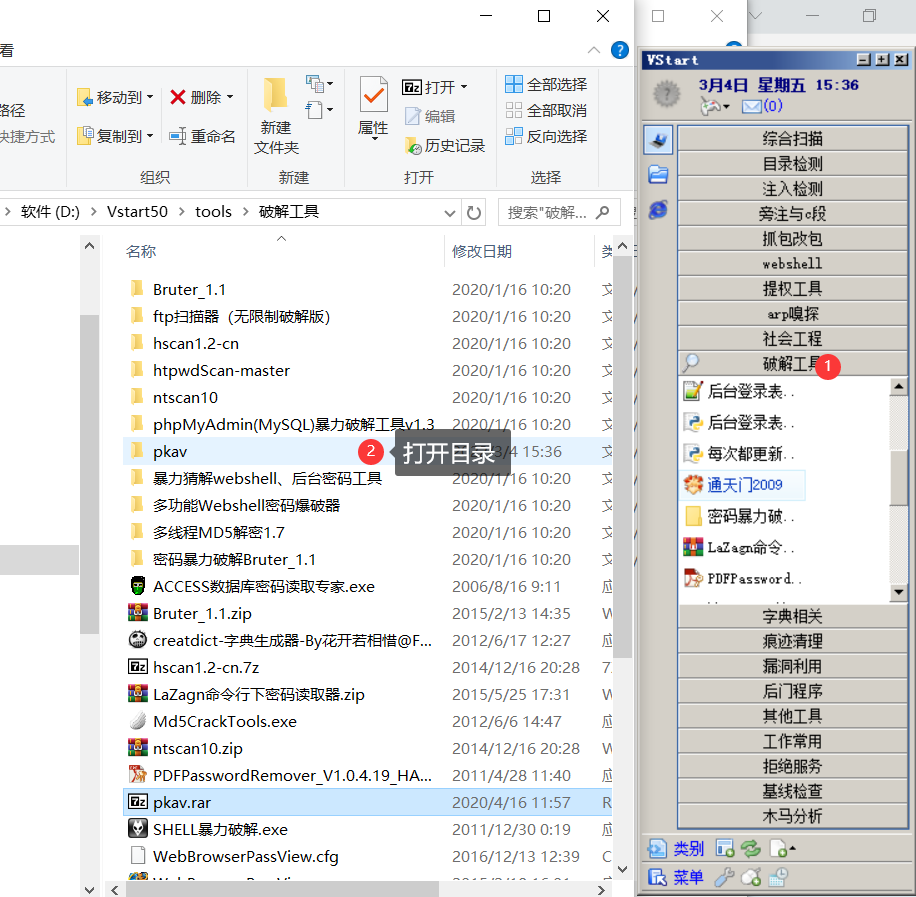 看
路径
快捷方式
移动到
复制到
删除
重命名
组织
新建
文件夹
新建
属性
打开
编辑
历史记录
打开
全部选择
全部取消
反向选择
选择
软件 (D:) > Vstart50 > tools > 破解工具
搜索"破解...
名称 修改日期 类
Bruter_1.1 2020/1/16 10:20 文
ftp扫描器（无限制破解版） 2020/1/16 10:20 文
hscan1.2-cn 2020/1/16 10:20 文
htpwdScan-master 2020/1/16 10:20 文
ntscan10 2020/1/16 10:20 文
phpMyAdmin(MySQL)暴力破解工具v1.3 2020/1/16 10:20 文
pkav 2 打开目录 3/4 15:36 文
暴力猜解webshell、后台密码工具 2020/1/16 10:20 文
多功能Webshell密码爆破器 2020/1/16 10:20 文
多线程MD5解密1.7 2020/1/16 10:20 文
密码暴力破解Bruter_1.1 2020/1/16 10:20 文
ACCESS数据库密码读取专家.exe 2006/8/16 9:11 应
Bruter_1.1.zip 2015/2/13 14:35 W
creatdict-字典生成器-By花开若相惜@F... 2012/6/17 12:27 应
hscan1.2-cn.7z 2014/12/16 20:28 7
LaZagn命令行下密码读取器.zip 2015/5/25 17:31 W
Md5CrackTools.exe 2012/6/6 14:47 应
ntscan10.zip 2014/12/16 20:28 W
PDFPasswordRemover_V1.0.4.19_HA... 2011/4/28 11:40 应
pkav.rar 2020/4/16 11:57 R
SHELL暴力破解.exe 2011/12/30 0:19 应
WebBrowserPassView.cfg 2016/12/13 12:39 C
VStart
3月4日 星期五 15:36
(0)
综合扫描
目录检测
注入检测
旁注与c段
抓包改包
webshell
提权工具
arp嗅探
社会工程
破解工具 1
后台登录表..
后台登录表..
每次都更新..
通天门2009
密码暴力破..
LaZagn命令..
PDFPassword..
字典相关
痕迹清理
漏洞利用
后门程序
其他工具
工作常用
拒绝服务
基线检查
木马分析
类别
菜单